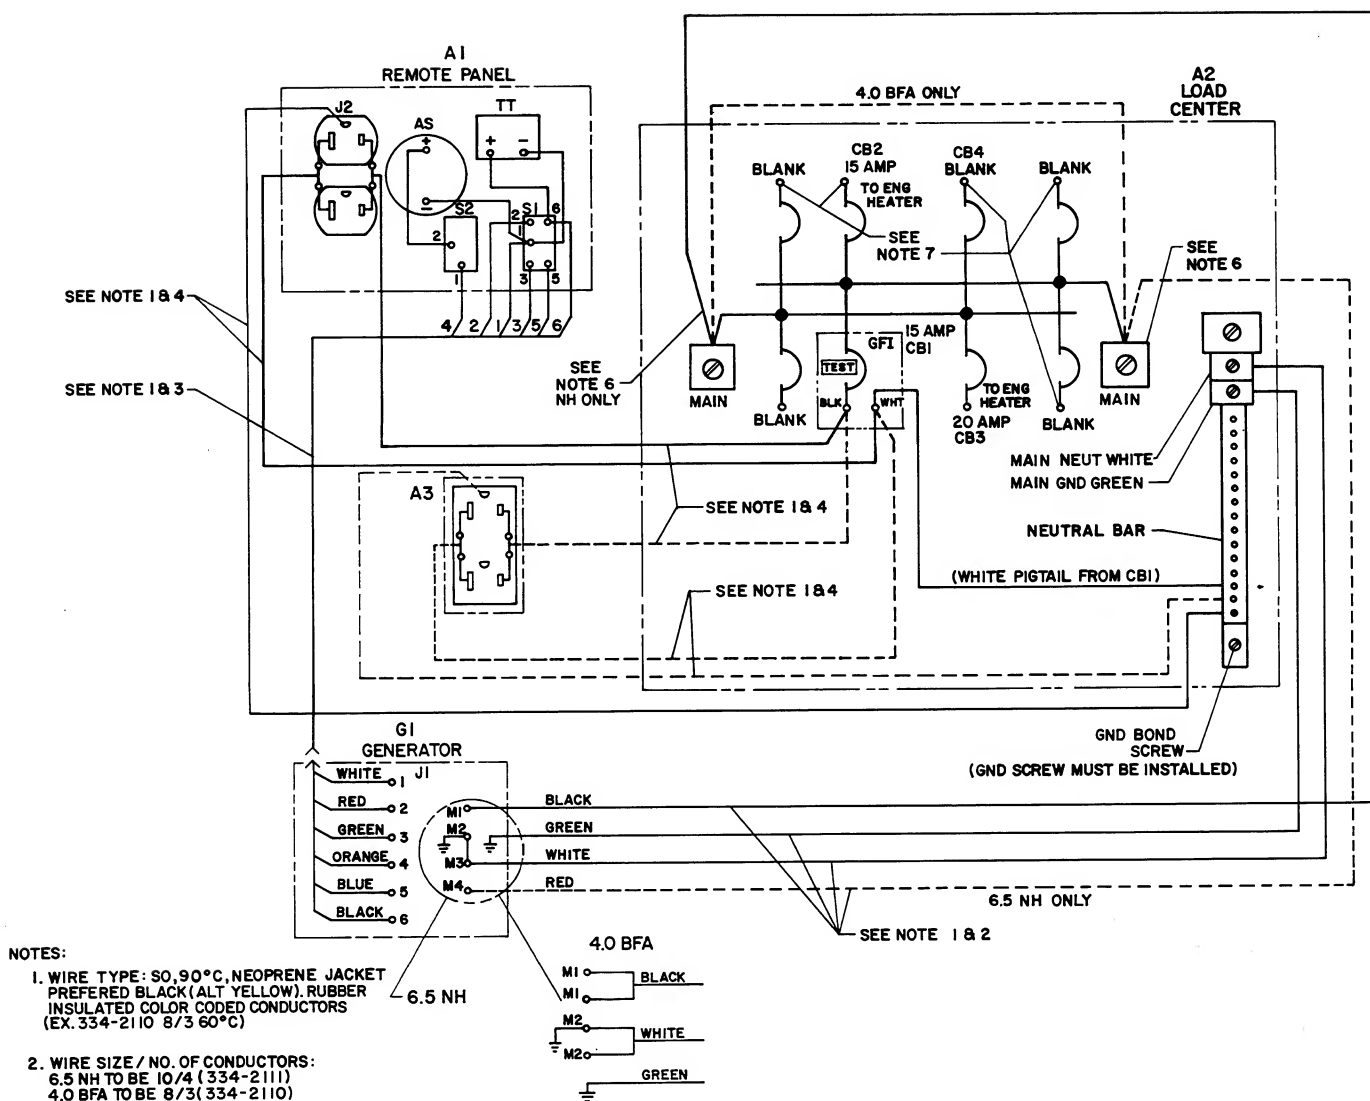 A1
REMOTE PANEL
J2
AS
+
−
TT
+ −
S2
2
1
S1
2
6
1
3
5
4 2 1 3 5 6
SEE NOTE 1 & 4
SEE NOTE 1 & 3
4.0 BFA ONLY
A2
LOAD
CENTER
BLANK
CB2
15 AMP
TO ENG
HEATER
CB4
BLANK
BLANK
SEE
NOTE 7
SEE
NOTE 6
SEE
NOTE 6
NH ONLY
MAIN
BLANK
GFI
15 AMP
CB1
TEST
BLK
WHT
TO ENG
HEATER
20 AMP
CB3
BLANK
MAIN
MAIN NEUT WHITE
MAIN GND GREEN
NEUTRAL BAR
(WHITE PIGTAIL FROM CB1)
A3
SEE NOTE 1 & 4
SEE NOTE 1 & 4
GND BOND
SCREW
(GND SCREW MUST BE INSTALLED)
G1
GENERATOR
J1
WHITE 1
RED 2
GREEN 3
ORANGE 4
BLUE 5
BLACK 6
M1
M2
M3
M4
BLACK
GREEN
WHITE
RED
6.5 NH ONLY
SEE NOTE 1 & 2
6.5 NH
4.0 BFA
M1
M1
BLACK
M2
M2
WHITE
GREEN
NOTES:
1. WIRE TYPE: SO, 90°C, NEOPRENE JACKET
PREFERED BLACK (ALT YELLOW). RUBBER
INSULATED COLOR CODED CONDUCTORS
(EX. 334-2110 8/3 60°C)
2. WIRE SIZE / NO. OF CONDUCTORS:
6.5 NH TO BE 10/4 (334-2111)
4.0 BFA TO BE 8/3 (334-2110)